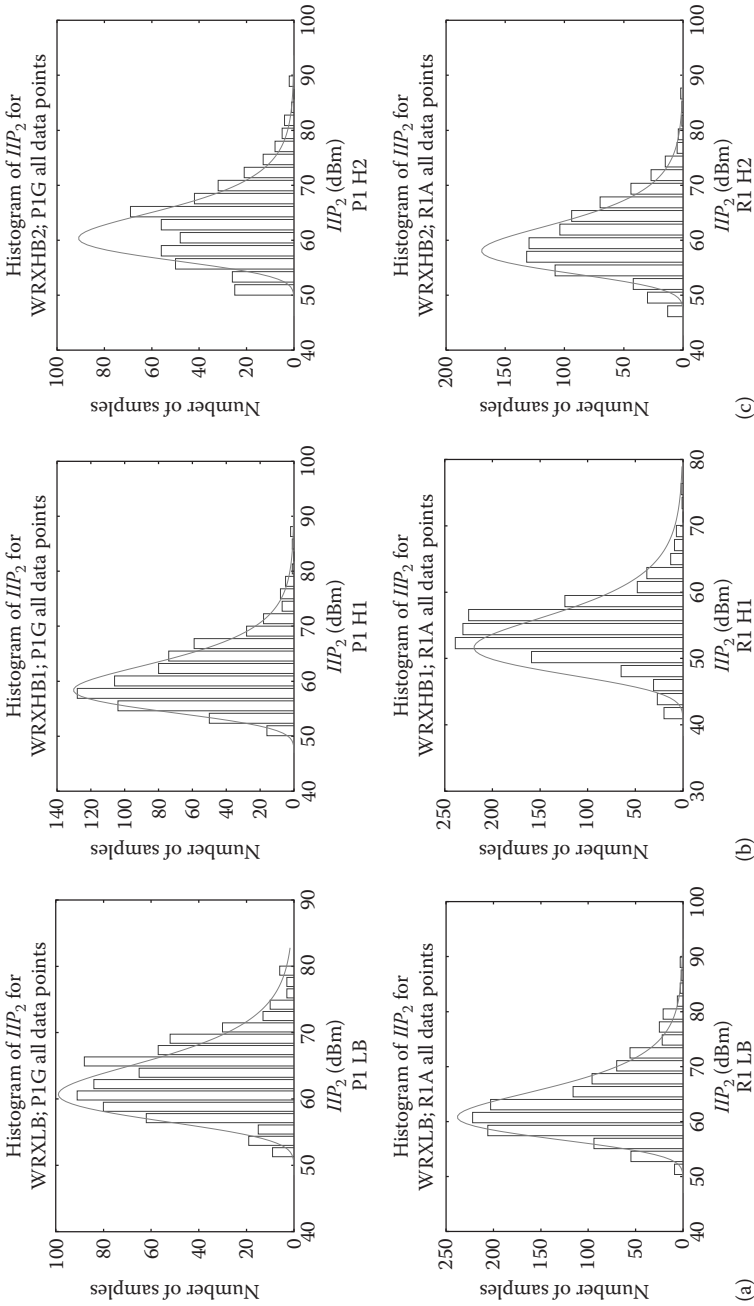 Histogram of IIP₂ for
WRXLB; P1G all data points
Number of samples
100
80
60
40
20
0
40
50
60
70
80
90
IIP₂ (dBm)
P1 LB
Histogram of IIP₂ for
WRXLB; R1A all data points
Number of samples
250
200
150
100
50
0
40
50
60
70
80
90
100
IIP₂ (dBm)
R1 LB
(a)
Histogram of IIP₂ for
WRXHB1; P1G all data points
Number of samples
140
120
100
80
60
40
20
0
40
50
60
70
80
90
100
IIP₂ (dBm)
P1 H1
Histogram of IIP₂ for
WRXHB1; R1A all data points
Number of samples
250
200
150
100
50
0
30
40
50
60
70
80
IIP₂ (dBm)
R1 H1
(b)
Histogram of IIP₂ for
WRXHB2; P1G all data points
Number of samples
100
80
60
40
20
0
40
50
60
70
80
90
100
IIP₂ (dBm)
P1 H2
Histogram of IIP₂ for
WRXHB2; R1A all data points
Number of samples
200
150
100
50
0
40
50
60
70
80
90
100
IIP₂ (dBm)
R1 H2
(c)